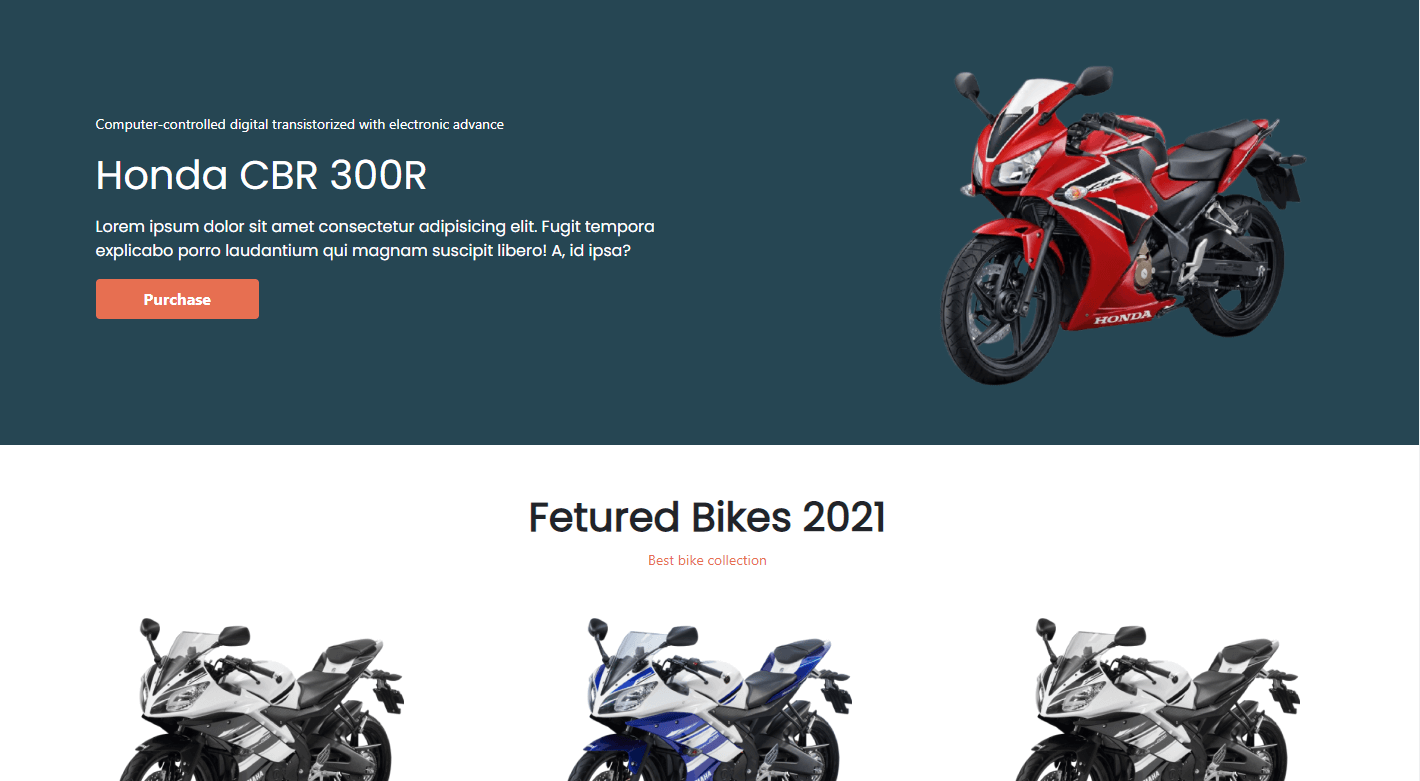 Computer-controlled digital transistorized with electronic advance
Honda CBR 300R
Lorem ipsum dolor sit amet consectetur adipisicing elit. Fugit tempora
explicabo porro laudantium qui magnam suscipit libero! A, id ipsa?
Purchase
CBR
HONDA
Fetured Bikes 2021
Best bike collection